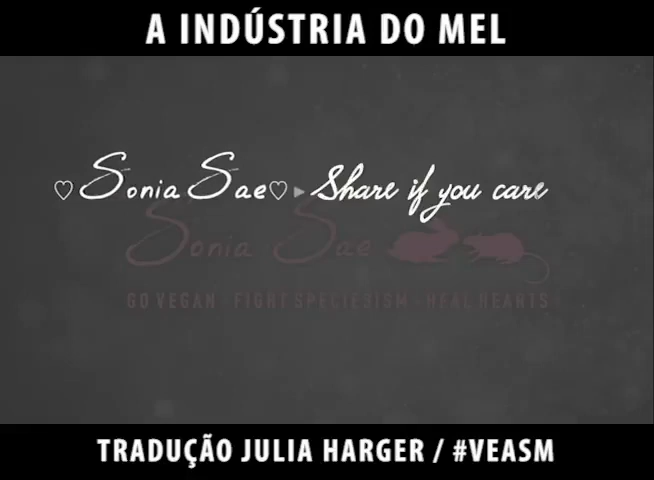 A INDÚSTRIA DO MEL
♡ Sonia Sae ♡ ▸ Share if you care
Sonia Sae
GO VEGAN · FIGHT SPECIESISM · HEAL HEARTS
TRADUÇÃO JULIA HARGER / #VEASM